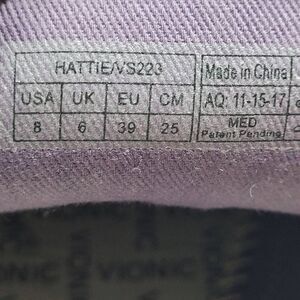 HATTIE/VS223
USA UK EU CM
8 6 39 25
Made in China
AQ: 11-15-17
MED
Patent Pending
VIONIC